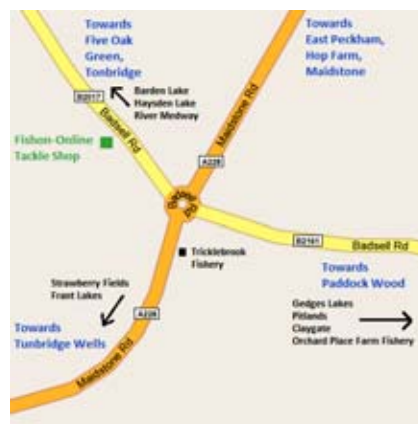 Towards
Five Oak
Green,
Tonbridge
Towards
East Peckham,
Hop Farm,
Maidstone
B2017
Barden Lake
Haysden Lake
River Medway
Maidstone Rd
Badsell Rd
Fishon-Online
Tackle Shop
A228
Badsell Rd
B2161
Badsell Rd
Tricklebrook
Fishery
Strawberry Fields
Frant Lakes
Towards
Paddock Wood
A228
Gedges Lakes
Pitlands
Claygate
Orchard Place Farm Fishery
Towards
Tunbridge Wells
Maidstone Rd